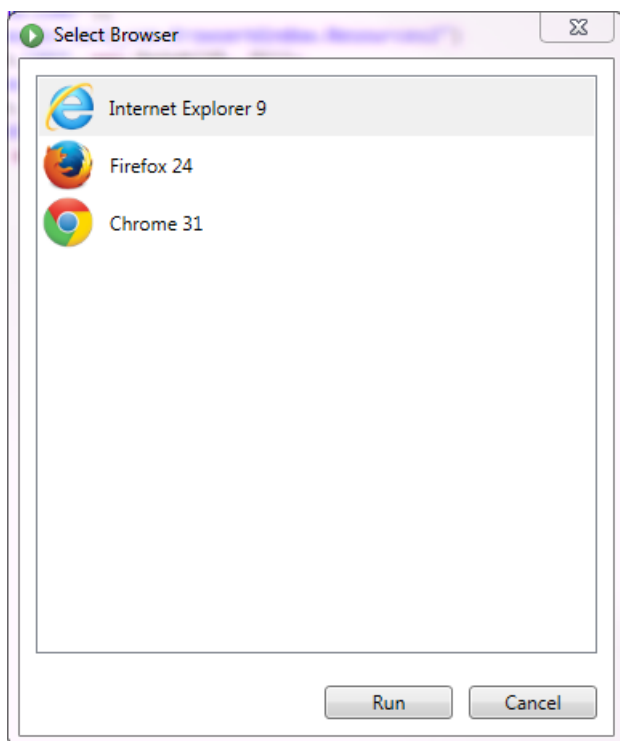 Select Browser
Internet Explorer 9
Firefox 24
Chrome 31
Run
Cancel